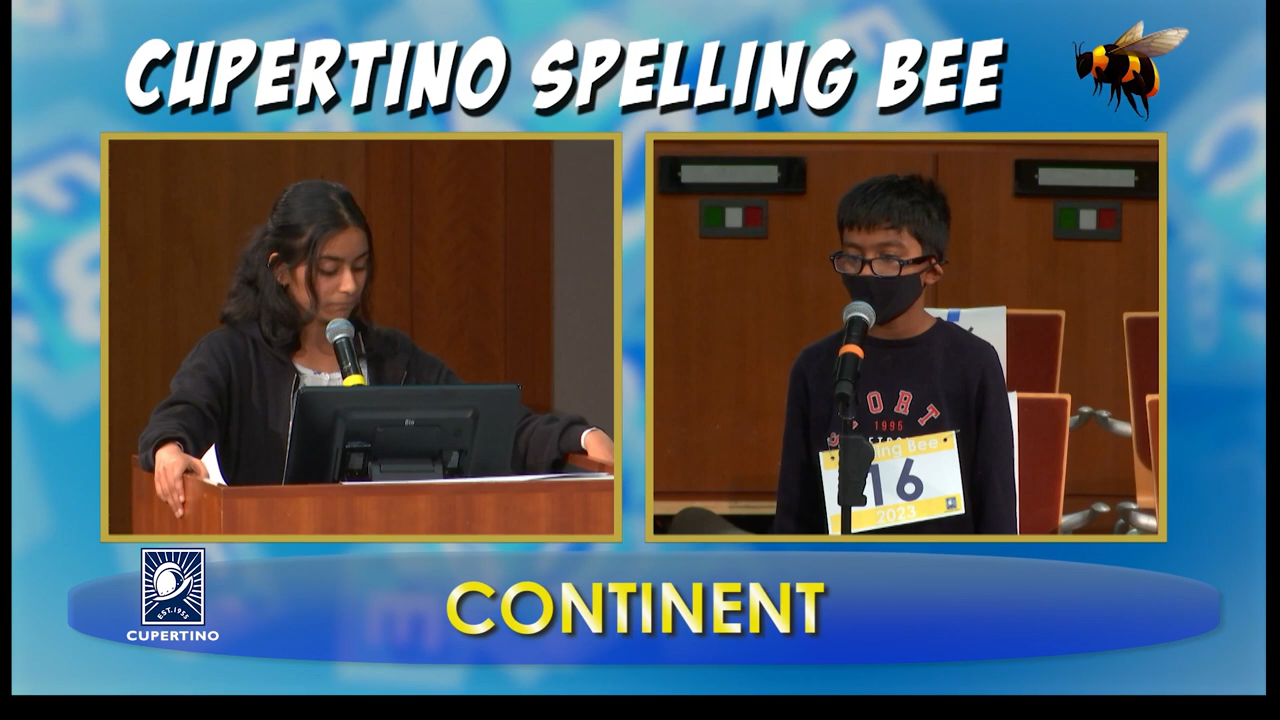 CUPERTINO SPELLING BEE
1995
16
2023
EST. 1955
CUPERTINO
CONTINENT